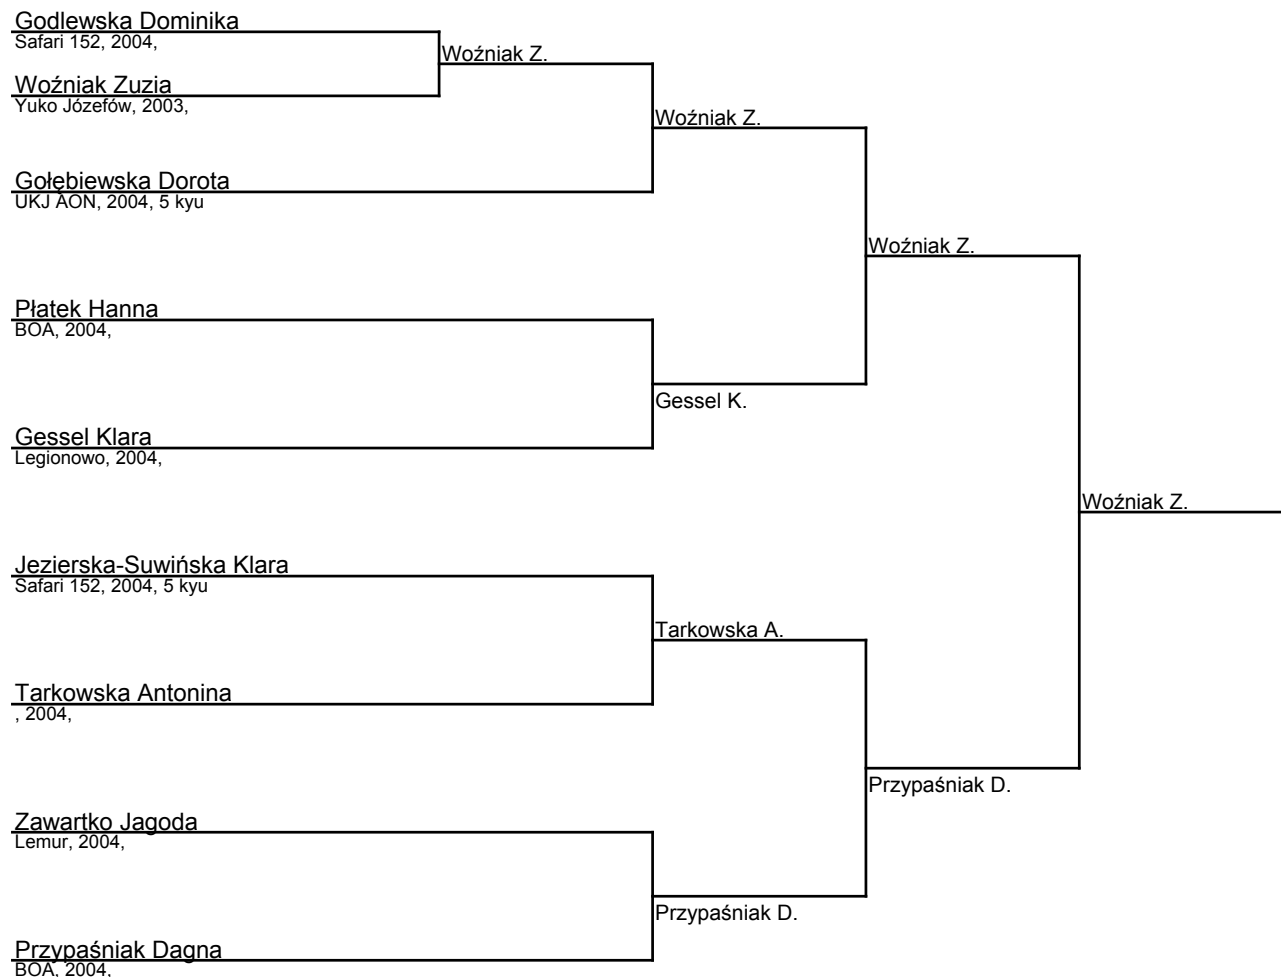 Godlewska Dominika
Safari 152, 2004,
Woźniak Z.
Woźniak Zuzia
Yuko Józefów, 2003,
Woźniak Z.
Gołębiewska Dorota
UKJ AON, 2004, 5 kyu
Woźniak Z.
Płatek Hanna
BOA, 2004,
Gessel K.
Gessel Klara
Legionowo, 2004,
Woźniak Z.
Jezierska-Suwińska Klara
Safari 152, 2004, 5 kyu
Tarkowska A.
Tarkowska Antonina
, 2004,
Przypaśniak D.
Zawartko Jagoda
Lemur, 2004,
Przypaśniak D.
Przypaśniak Dagna
BOA, 2004,